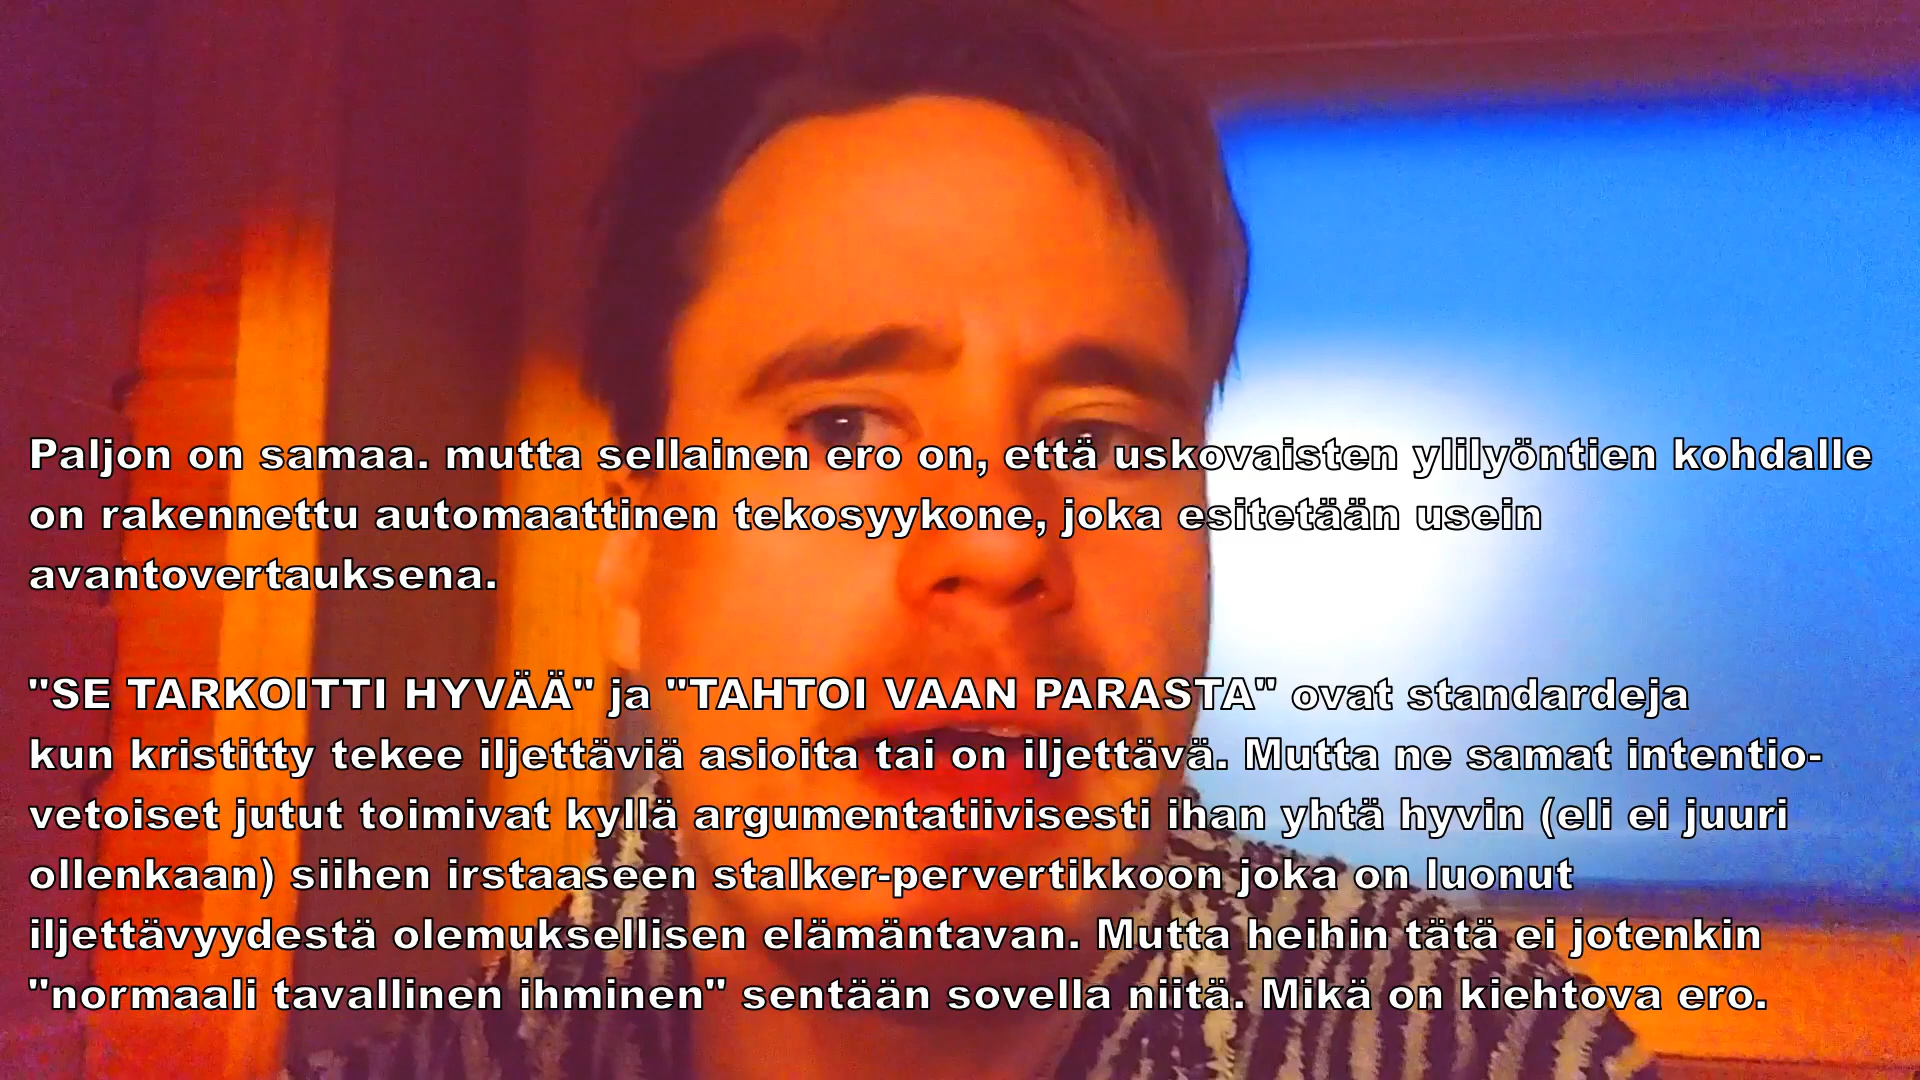 Paljon on samaa. mutta sellainen ero on, että uskovaisten ylilyöntien kohdalle
on rakennettu automaattinen tekosyykone, joka esitetään usein
avantovertauksena.
"SE TARKOITTI HYVÄÄ" ja "TAHTOI VAAN PARASTA" ovat standardeja
kun kristitty tekee iljettäviä asioita tai on iljettävä. Mutta ne samat intentio-
vetoiset jutut toimivat kyllä argumentatiivisesti ihan yhtä hyvin (eli ei juuri
ollenkaan) siihen irstaaseen stalker-pervertikkoon joka on luonut
iljettävyydestä olemuksellisen elämäntavan. Mutta heihin tätä ei jotenkin
"normaali tavallinen ihminen" sentään sovella niitä. Mikä on kiehtova ero.